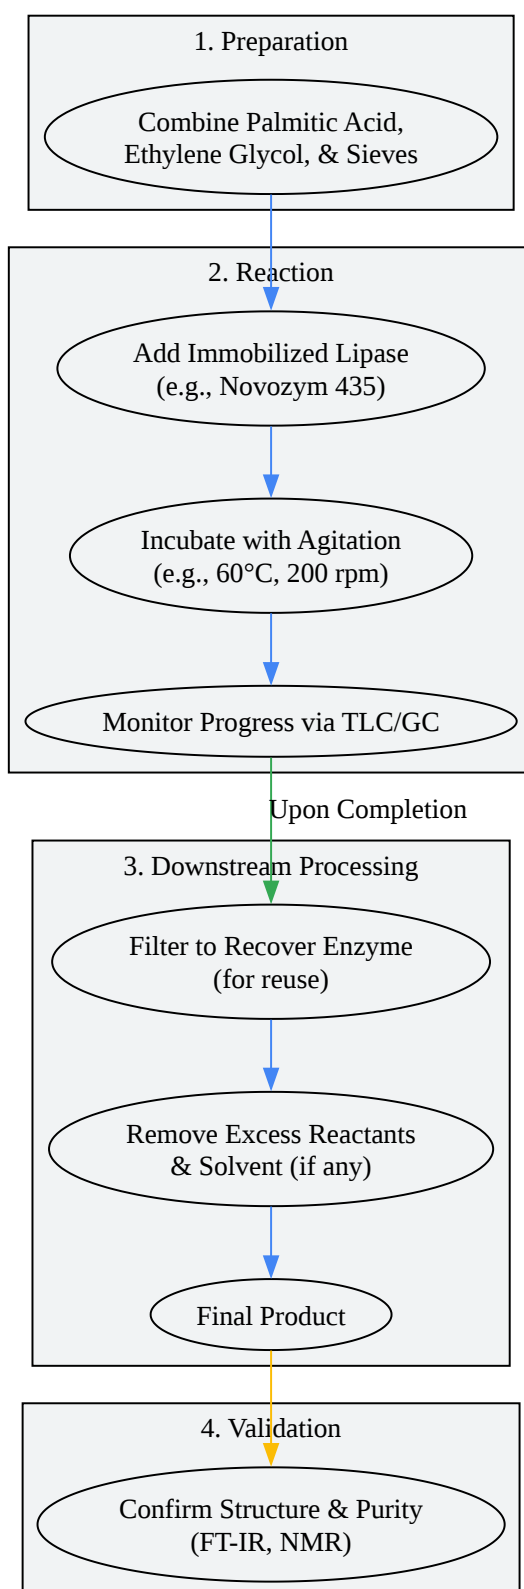 1. Preparation
Combine Palmitic Acid,
Ethylene Glycol, & Sieves
2. Reaction
Add Immobilized Lipase
(e.g., Novozym 435)
Incubate with Agitation
(e.g., 60°C, 200 rpm)
Monitor Progress via TLC/GC
Upon Completion
3. Downstream Processing
Filter to Recover Enzyme
(for reuse)
Remove Excess Reactants
& Solvent (if any)
Final Product
4. Validation
Confirm Structure & Purity
(FT-IR, NMR)